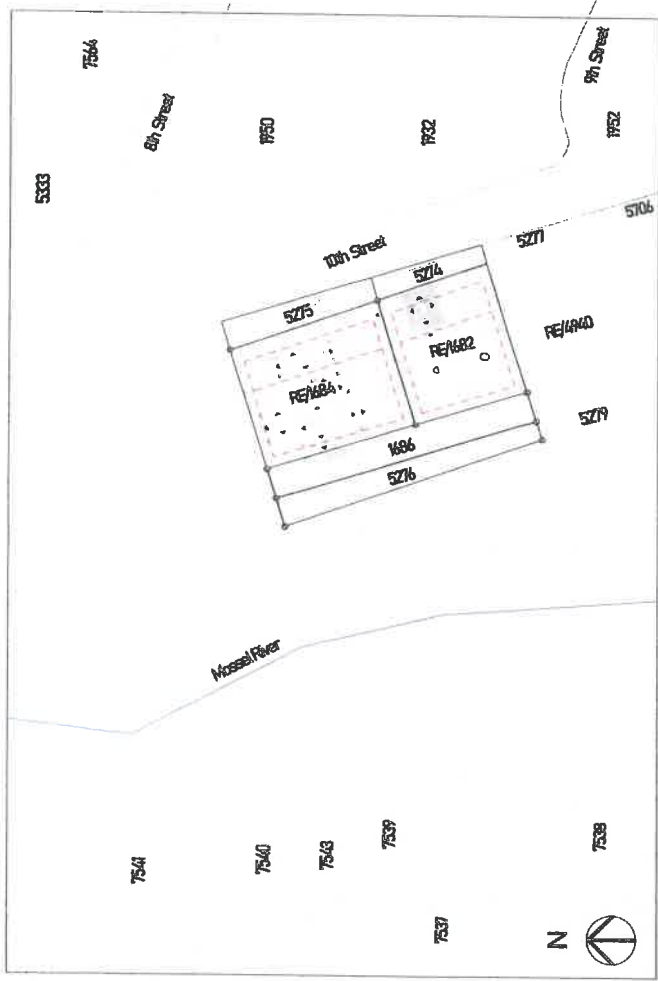 7564
5333
8th Street
9th Street
1950
1932
1952
5706
10th Street
5277
5274
5275
RE/4940
RE/1682
RE/1684
5279
1686
5276
Mossel River
7541
7540
7543
7539
7538
7537
N